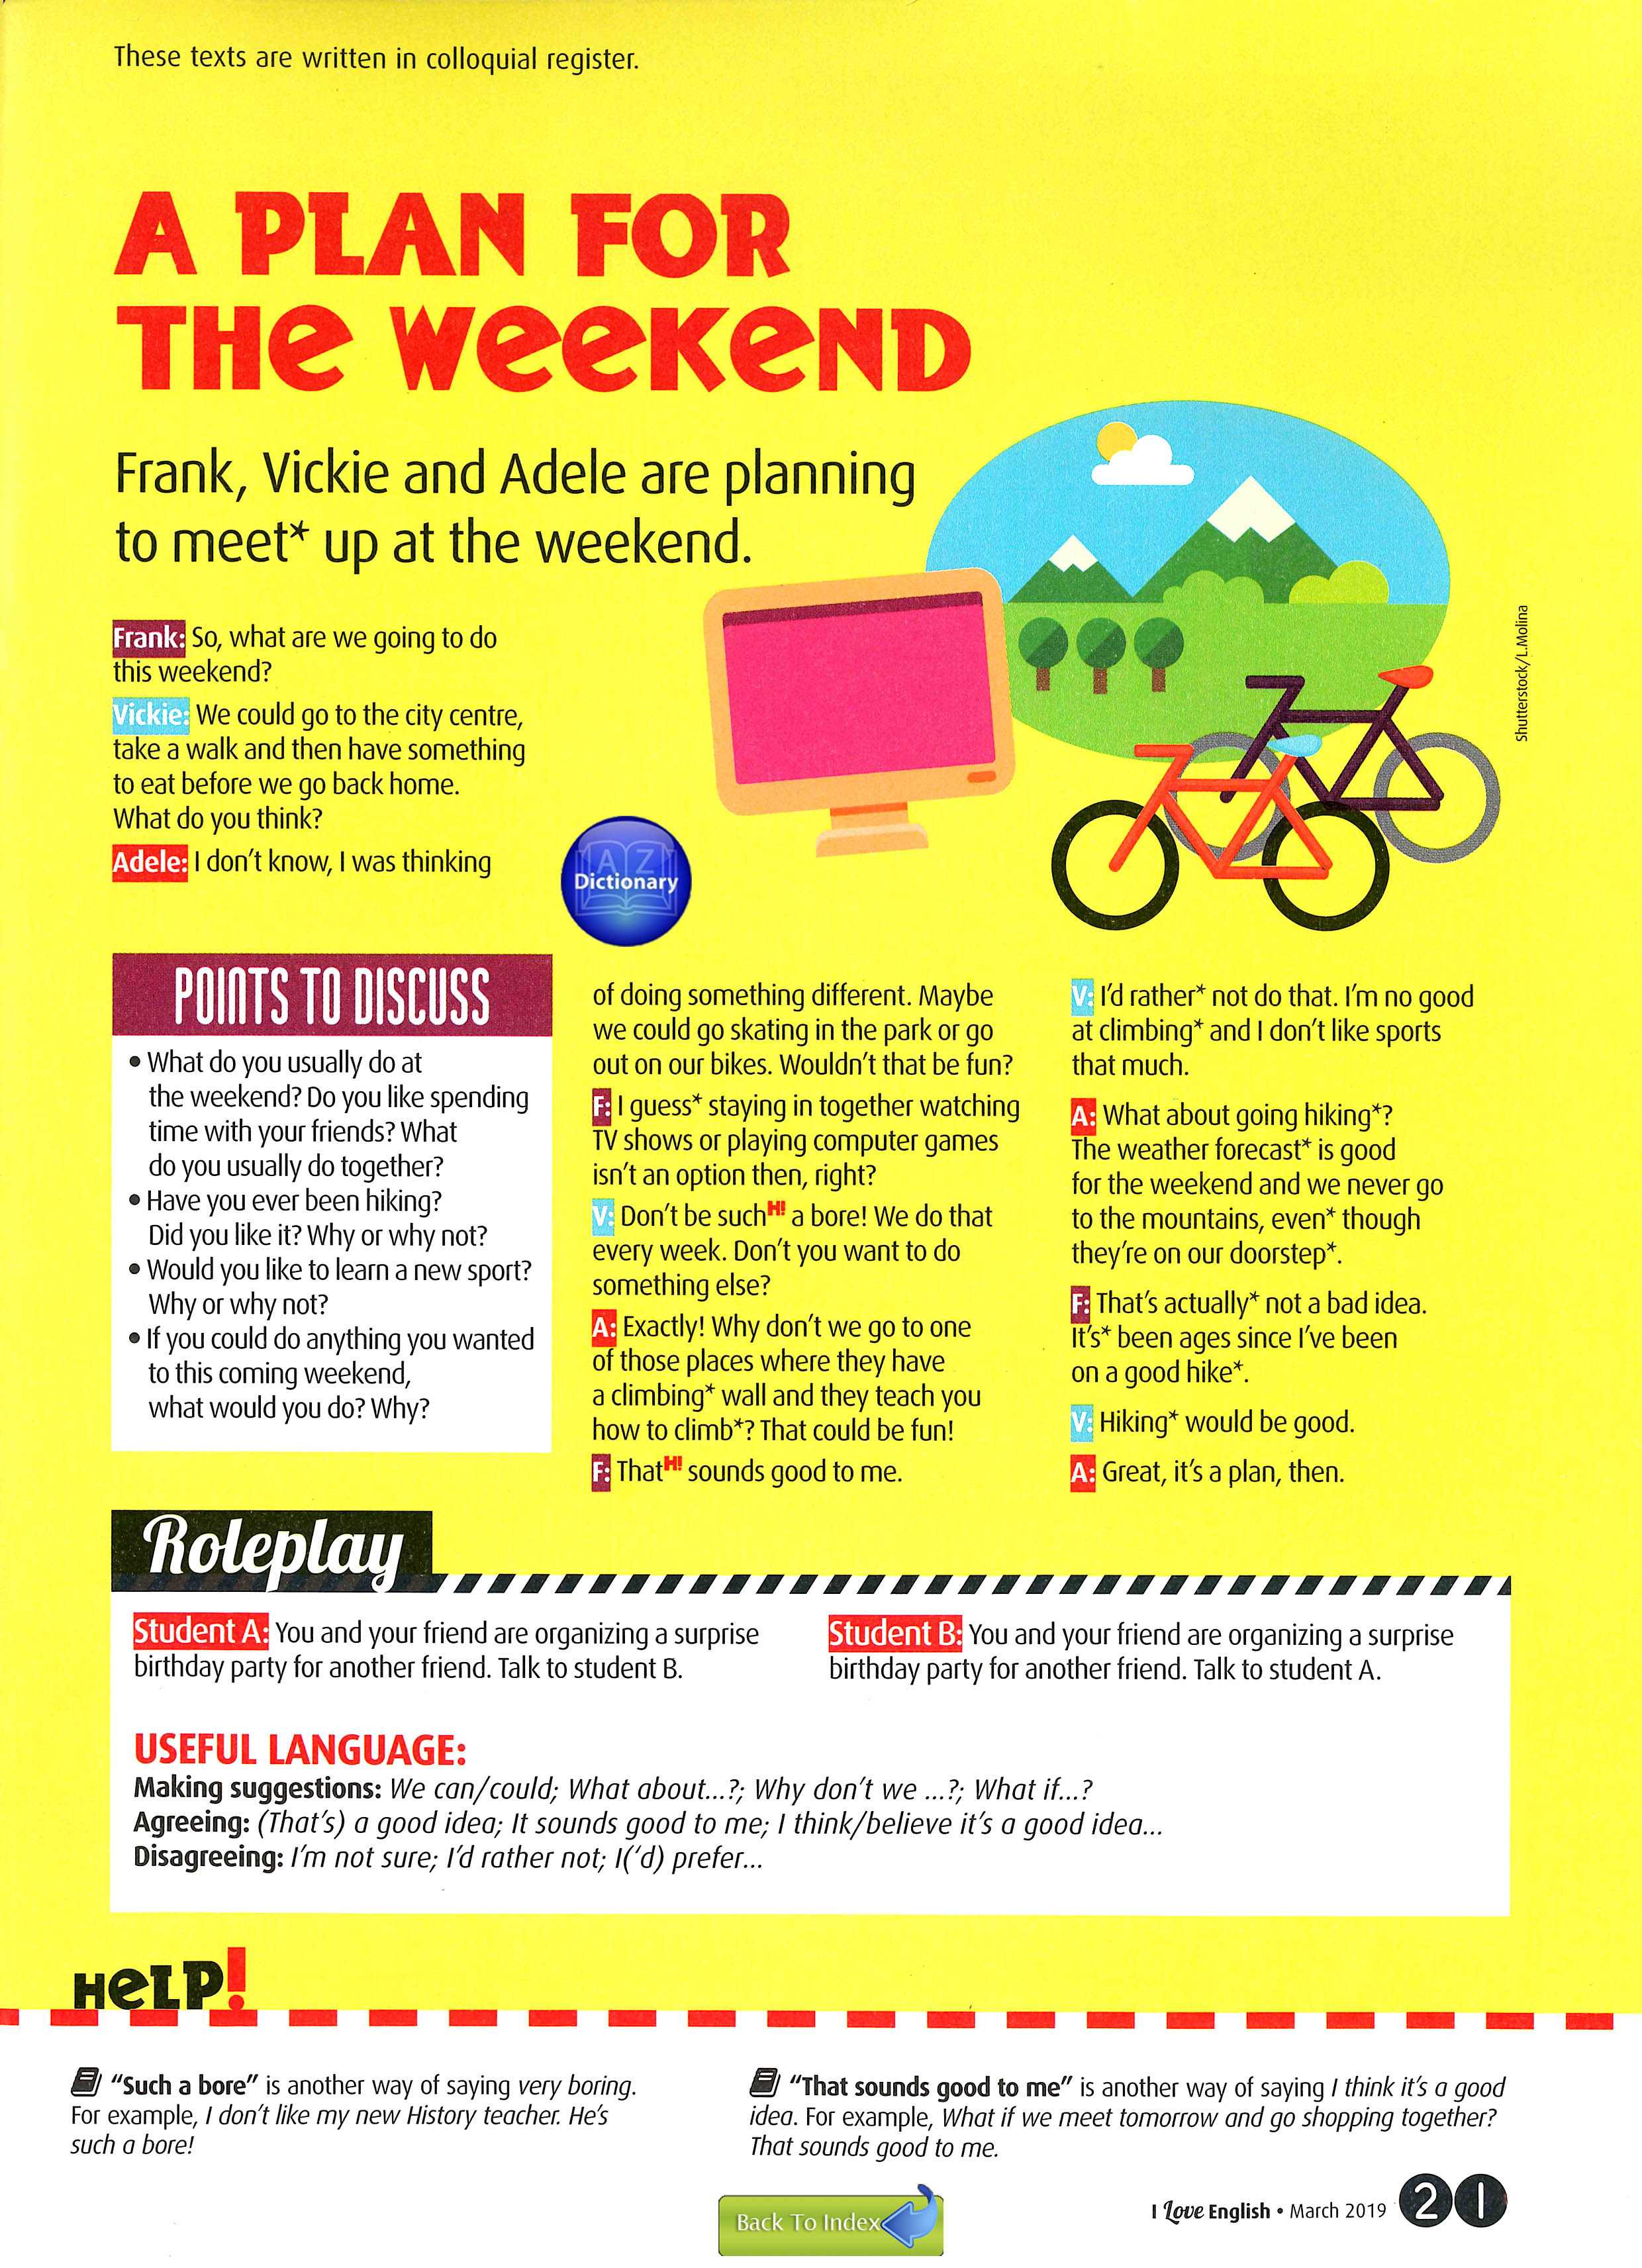 These texts are written in colloquial register.
A PLAN FOR
THE WEEKEND
Frank, Vickie and Adele are planning
to meet* up at the weekend.
Shutterstock/L.Molina
Frank: So, what are we going to do
this weekend?
Vickie: We could go to the city centre,
take a walk and then have something
to eat before we go back home.
What do you think?
Adele: I don't know, I was thinking
A Z
Dictionary
of doing something different. Maybe
we could go skating in the park or go
out on our bikes. Wouldn't that be fun?
F: I guess* staying in together watching
TV shows or playing computer games
isn't an option then, right?
V: Don't be such HI! a bore! We do that
every week. Don't you want to do
something else?
A: Exactly! Why don't we go to one
of those places where they have
a climbing* wall and they teach you
how to climb*? That could be fun!
F: That H! sounds good to me.
V: I'd rather* not do that. I'm no good
at climbing* and I don't like sports
that much.
A: What about going hiking*?
The weather forecast* is good
for the weekend and we never go
to the mountains, even* though
they're on our doorstep*.
F: That's actually* not a bad idea.
It's* been ages since I've been
on a good hike*.
V: Hiking* would be good.
A: Great, it's a plan, then.
POINTS TO DISCUSS
• What do you usually do at
the weekend? Do you like spending
time with your friends? What
do you usually do together?
• Have you ever been hiking?
Did you like it? Why or why not?
• Would you like to learn a new sport?
Why or why not?
• If you could do anything you wanted
to this coming weekend,
what would you do? Why?
Roleplay
Student A: You and your friend are organizing a surprise
birthday party for another friend. Talk to student B.
Student B: You and your friend are organizing a surprise
birthday party for another friend. Talk to student A.
USEFUL LANGUAGE:
Making suggestions: We can/could; What about...?; Why don't we ...?; What if...?
Agreeing: (That's) a good idea; It sounds good to me; I think/believe it's a good idea...
Disagreeing: I'm not sure; I'd rather not; I('d) prefer...
HELP!
"Such a bore" is another way of saying very boring.
For example, I don't like my new History teacher. He's
such a bore!
"That sounds good to me" is another way of saying I think it's a good
idea. For example, What if we meet tomorrow and go shopping together?
That sounds good to me.
Back To Index
I Love English • March 2019 21